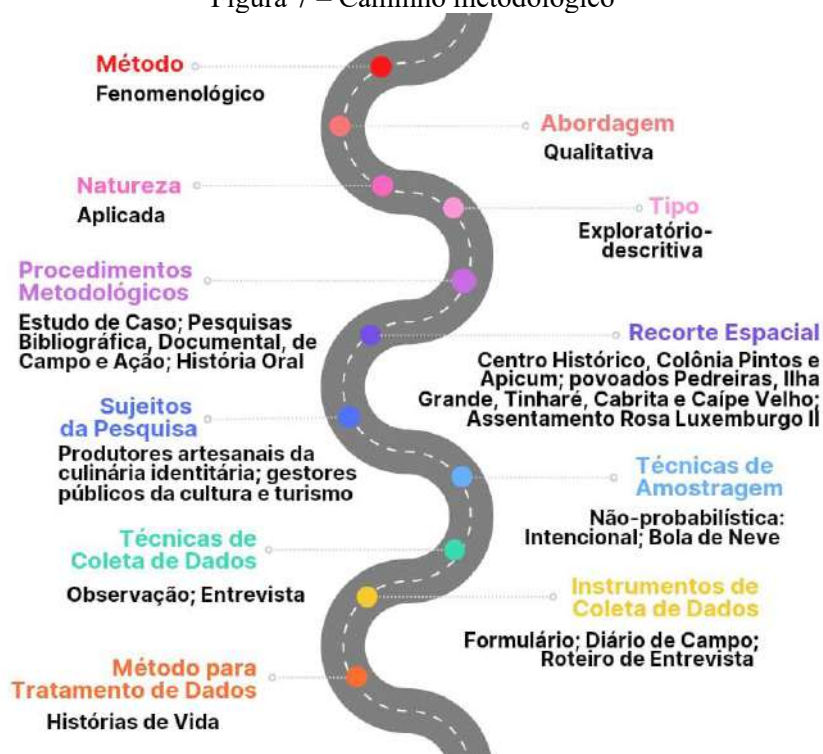 Figura 7 – Caminho metodológico
Método
Fenomenológico
Abordagem
Qualitativa
Natureza
Aplicada
Tipo
Exploratório-
descritiva
Procedimentos
Metodológicos
Estudo de Caso; Pesquisas
Bibliográfica, Documental, de
Campo e Ação; História Oral
Recorte Espacial
Centro Histórico, Colônia Pintos e
Apicum; povoados Pedreiras, Ilha
Grande, Tinharé, Cabrita e Caípe Velho;
Assentamento Rosa Luxemburgo II
Sujeitos
da Pesquisa
Produtores artesanais da
culinária identitária; gestores
públicos da cultura e turismo
Técnicas de
Amostragem
Não-probabilística:
Intencional; Bola de Neve
Técnicas de
Coleta de Dados
Observação; Entrevista
Instrumentos de
Coleta de Dados
Formulário; Diário de Campo;
Roteiro de Entrevista
Método para
Tratamento de Dados
Histórias de Vida